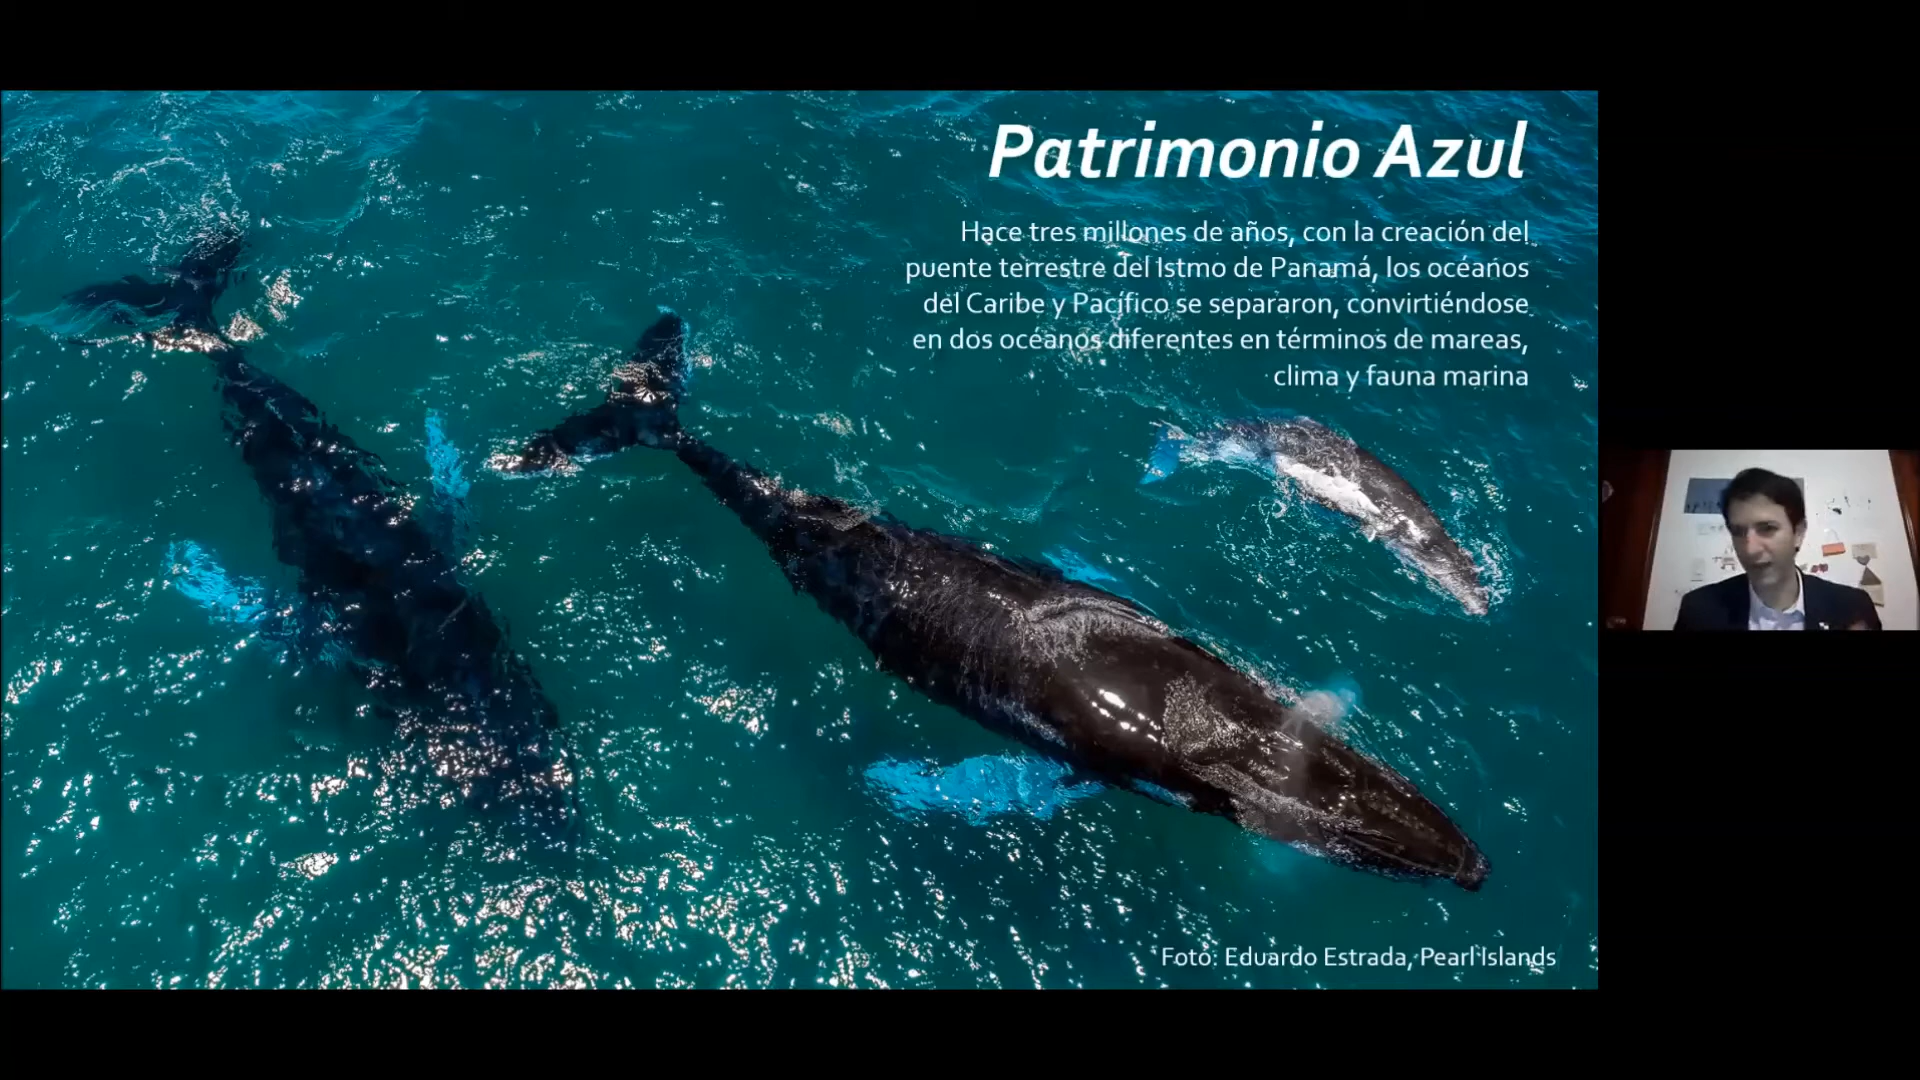 Patrimonio Azul
Hace tres millones de años, con la creación del
puente terrestre del Istmo de Panamá, los océanos
del Caribe y Pacífico se separaron, convirtiéndose
en dos océanos diferentes en términos de mareas,
clima y fauna marina
Foto: Eduardo Estrada, Pearl Islands